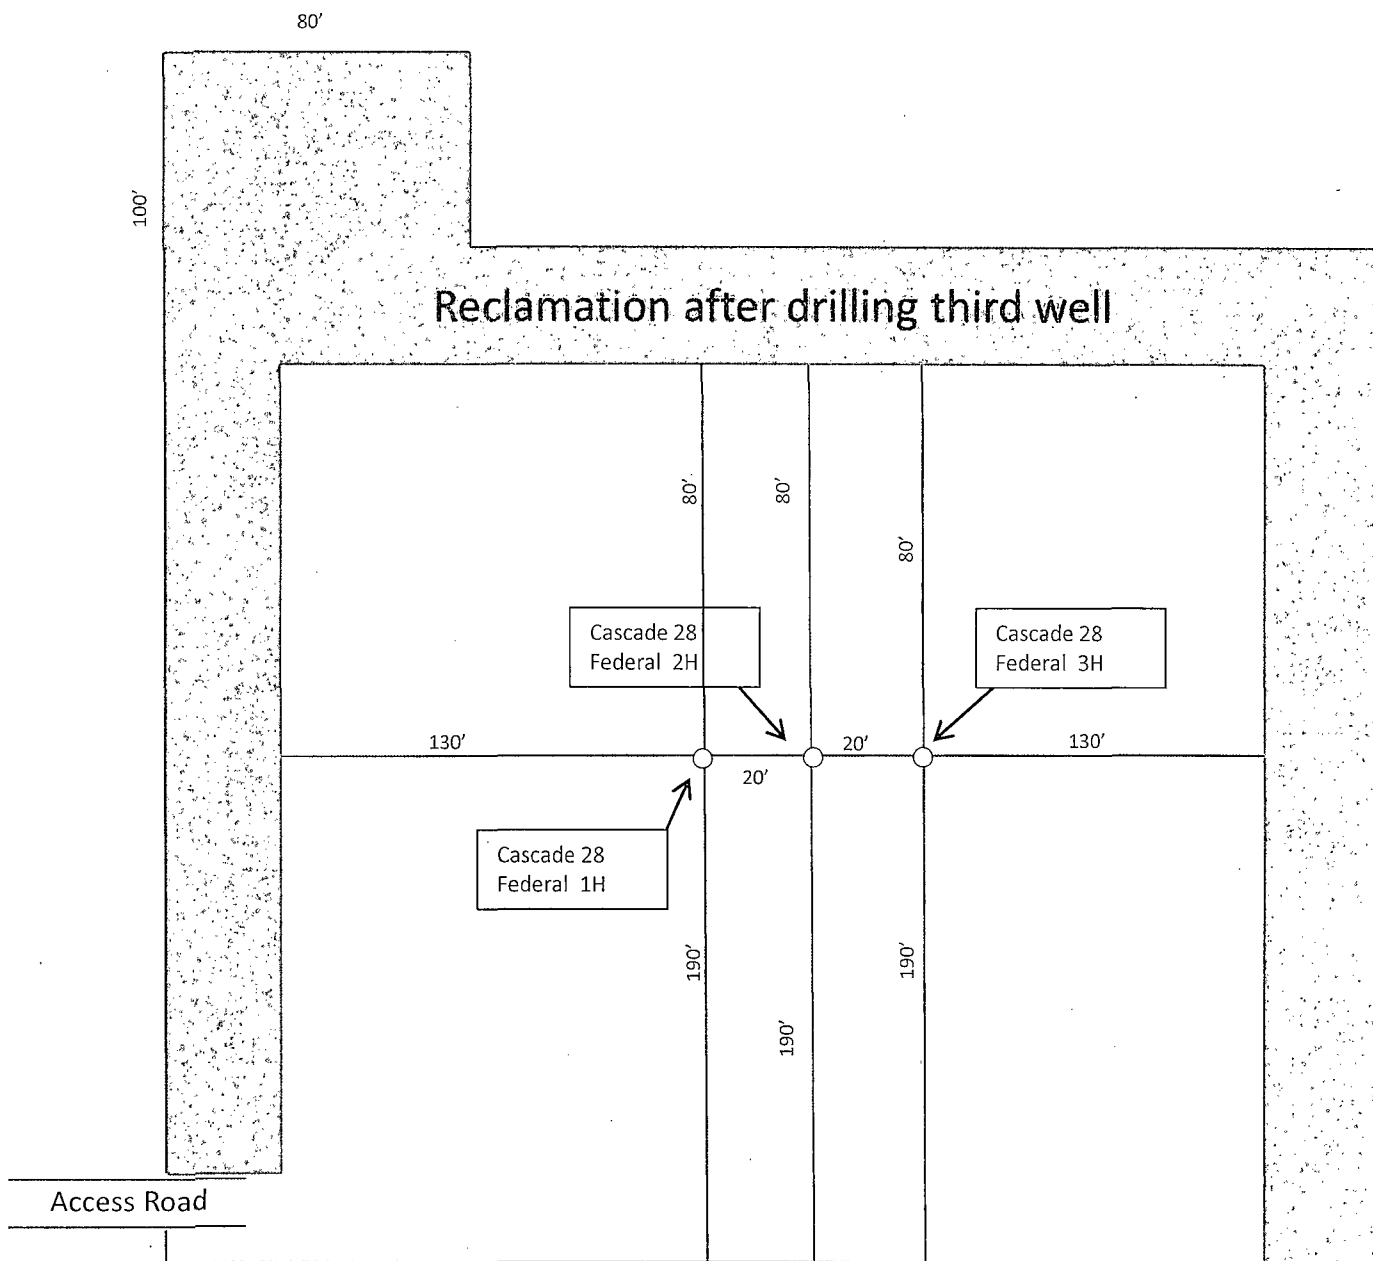 80’
100’
Reclamation after drilling third well
80’
80’
80’
Cascade 28
Federal 2H
Cascade 28
Federal 3H
130’
20’
20’
130’
Cascade 28
Federal 1H
190’
190’
190’
Access Road